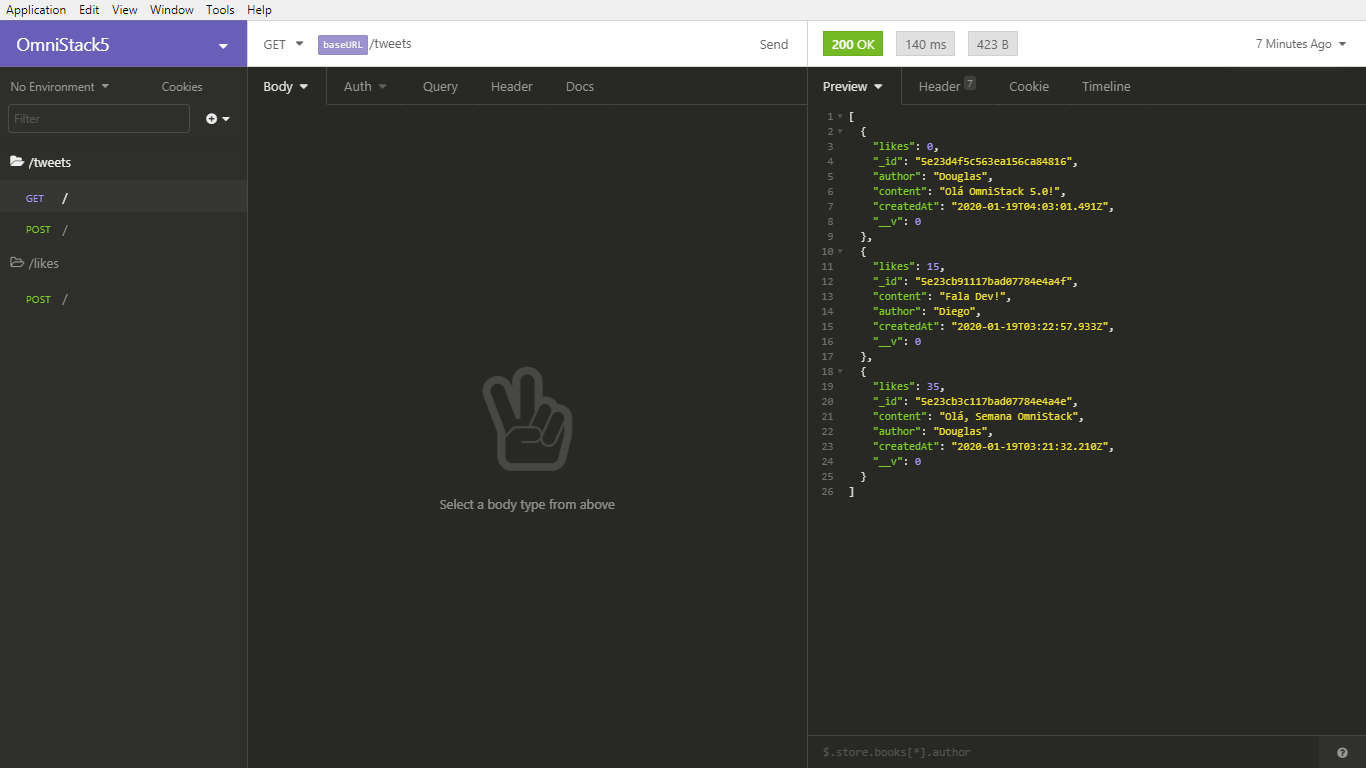 Application Edit View Window Tools Help
OmniStack5
GET baseURL /tweets Send
200 OK 140 ms 423 B 7 Minutes Ago
No Environment Cookies
Filter
/tweets
GET /
POST /
/likes
POST /
Body Auth Query Header Docs
Select a body type from above
Preview Header 7 Cookie Timeline
1 [
2 {
3 "likes": 0,
4 "_id": "5e23d4f5c563ea156ca84816",
5 "author": "Douglas",
6 "content": "Olá OmniStack 5.0!",
7 "createdAt": "2020-01-19T04:03:01.491Z",
8 "__v": 0
9 },
10 {
11 "likes": 15,
12 "_id": "5e23cb91117bad07784e4a4f",
13 "content": "Fala Dev!",
14 "author": "Diego",
15 "createdAt": "2020-01-19T03:22:57.933Z",
16 "__v": 0
17 },
18 {
19 "likes": 35,
20 "_id": "5e23cb3c117bad07784e4a4e",
21 "content": "Olá, Semana OmniStack",
22 "author": "Douglas",
23 "createdAt": "2020-01-19T03:21:32.210Z",
24 "__v": 0
25 }
26 ]
$.store.books[*].author